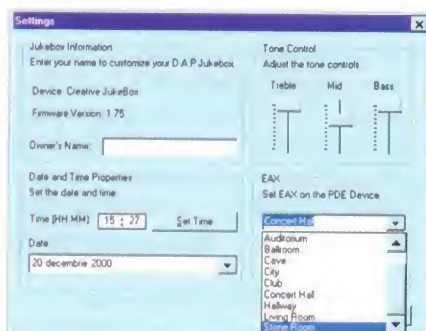 Settings
Jukebox Information
Enter your name to customize your D.A.P Jukebox.
Device: Creative JukeBox
Firmware Version: 1.75
Owner's Name:
Tone Control
Adjust the tone controls
Treble Mid Bass
Date and Time Properties
Set the date and time
Time (HH:MM) 15 : 27 Set Time
Date
20 decembrie 2000
EAX
Set EAX on the PDE Device
Concert Hall
Auditorium
Ballroom
Cave
City
Club
Concert Hall
Hallway
Living Room
Stone Room